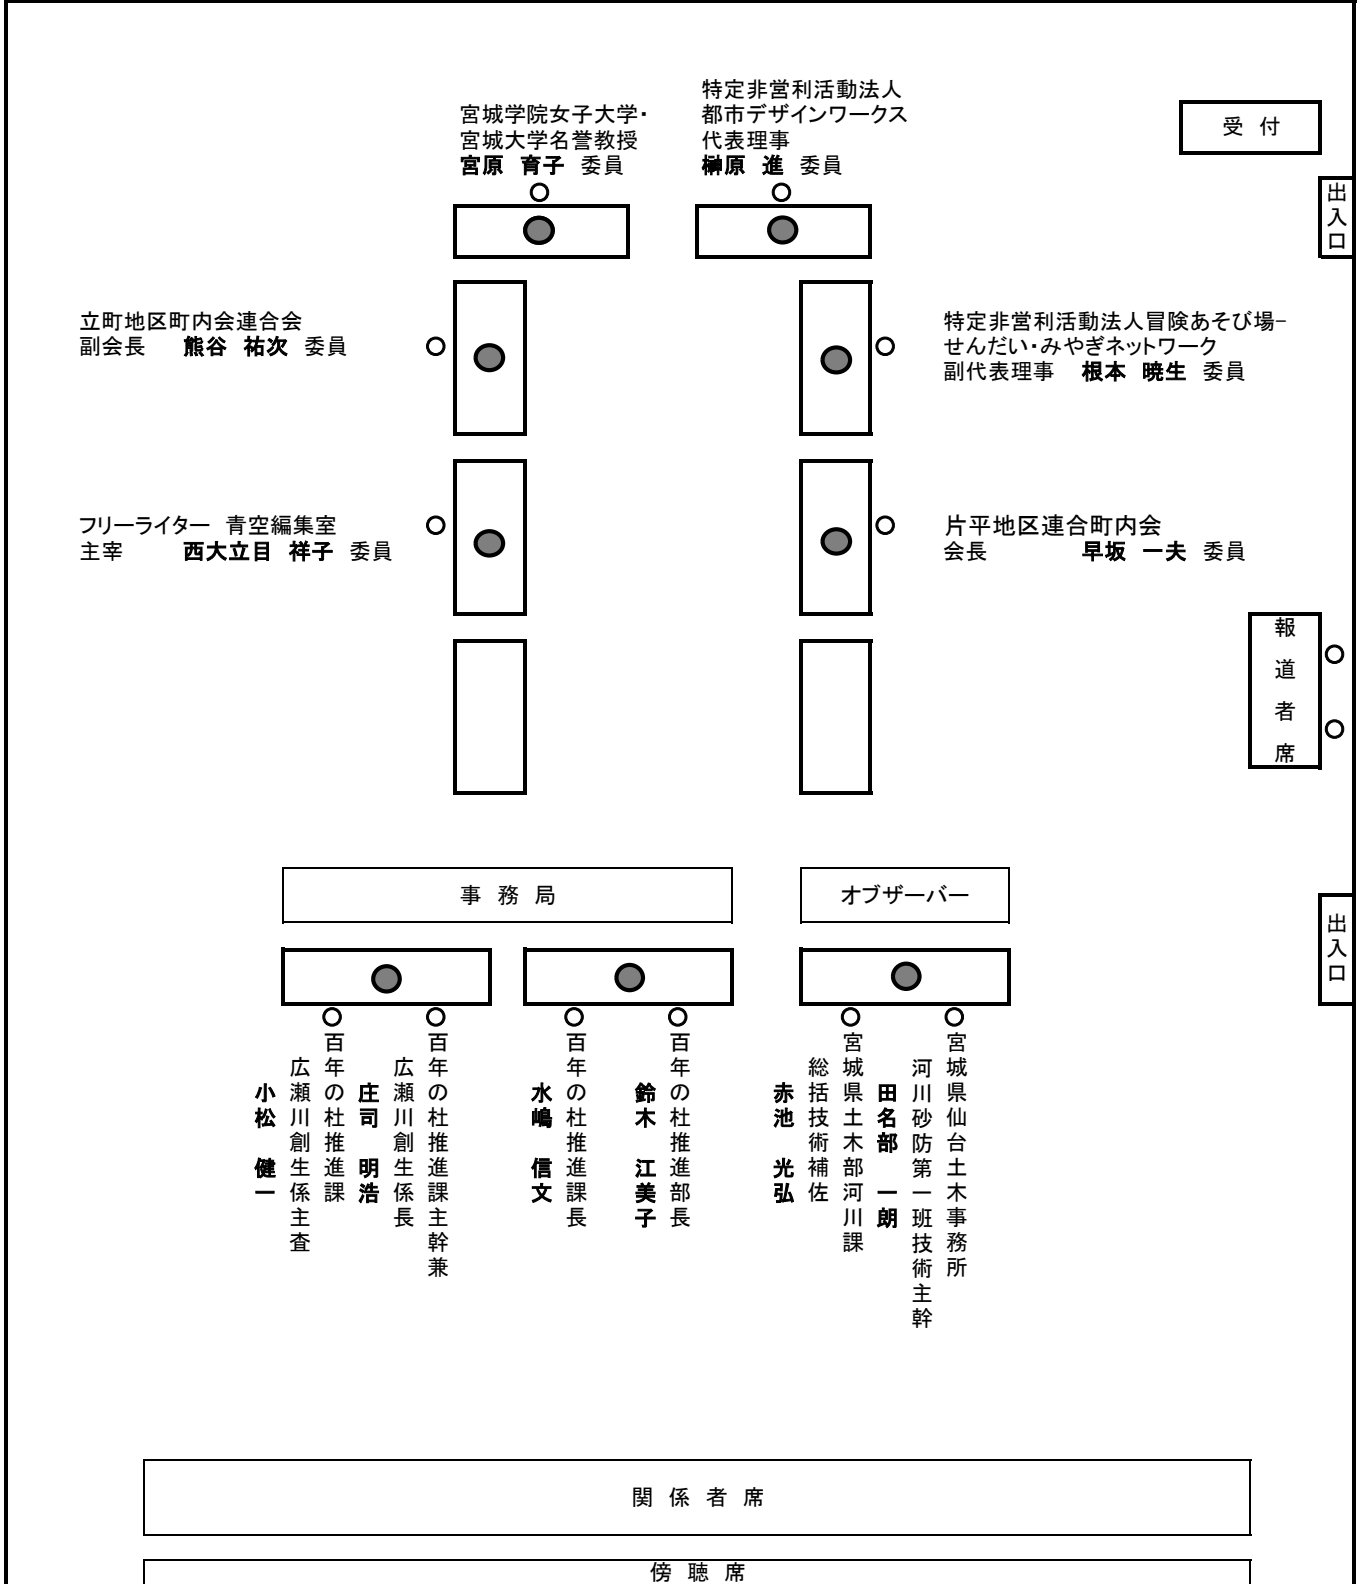 宮城学院女子大学・
宮城大学名誉教授
宮原 育子 委員
特定非営利活動法人
都市デザインワークス
代表理事
榊原 進 委員
受 付
出入口
立町地区町内会連合会
副会長 熊谷 祐次 委員
特定非営利活動法人冒険あそび場−
せんだい・みやぎネットワーク
副代表理事 根本 暁生 委員
フリーライター 青空編集室
主宰 西大立目 祥子 委員
片平地区連合町内会
会長 早坂 一夫 委員
報道者席
事 務 局
オブザーバー
出入口
宮城県仙台土木事務所
河川砂防第一班技術主幹
田名部 一朗
宮城県土木部河川課
総括技術補佐
赤池 光弘
百年の杜推進部長
鈴木 江美子
百年の杜推進課長
水嶋 信文
百年の杜推進課主幹兼
広瀬川創生係長
庄司 明浩
百年の杜推進課
広瀬川創生係主査
小松 健一
関 係 者 席
傍 聴 席